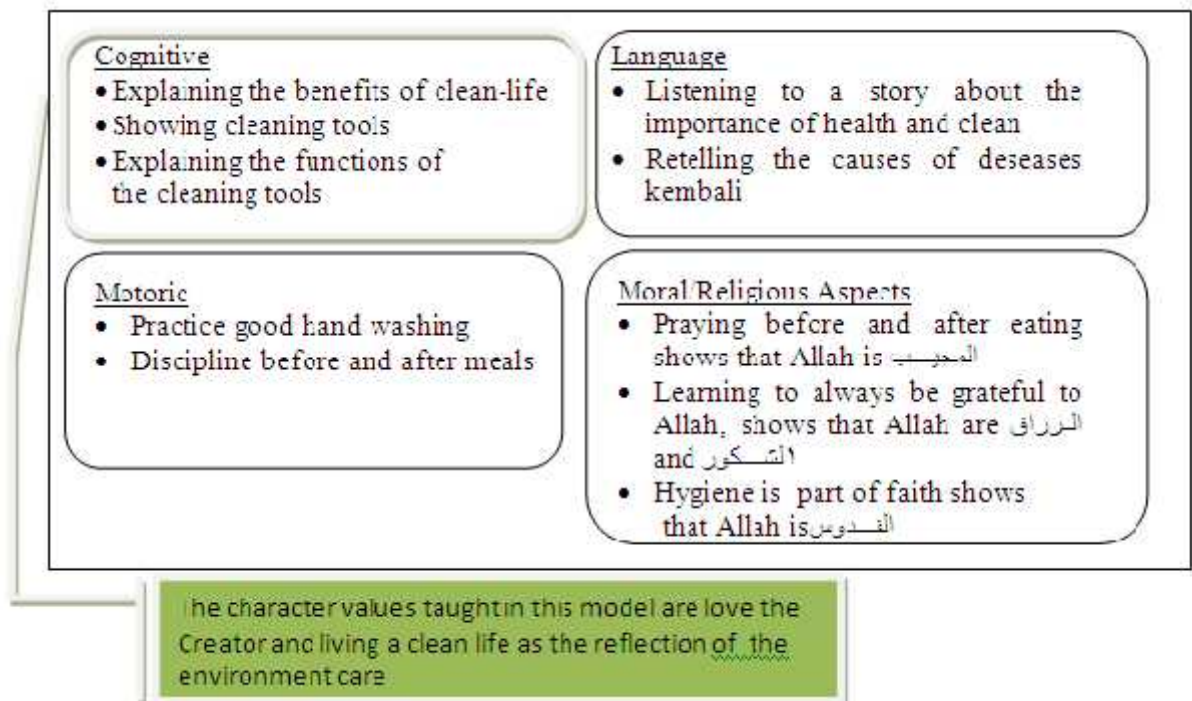 Cognitive
• Explaining the benefits of clean-life
• Showing cleaning tools
• Explaining the functions of
the cleaning tools
Language
• Listening to a story about the
importance of health and clean
• Retelling the causes of deseases
kembali
Motoric
• Practice good hand washing
• Discipline before and after meals
Moral/Religious Aspects
• Praying before and after eating
shows that Allah is المجيب
• Learning to always be grateful to
Allah, shows that Allah are الرزاق
and الشكور
• Hygiene is part of faith shows
that Allah is القدوس
The character values taught in this model are love the
Creator and living a clean life as the reflection of the
environment care